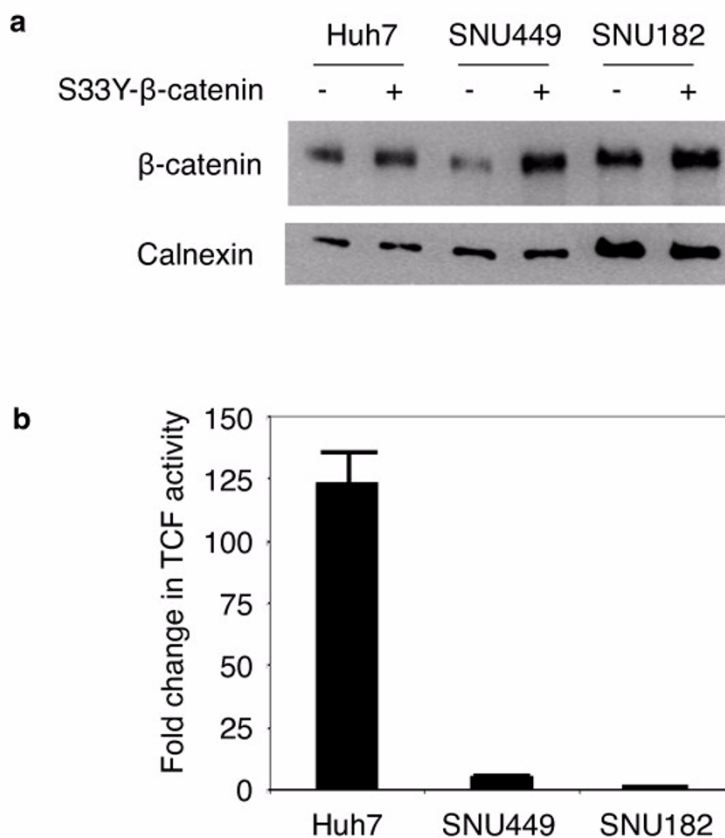 a
Huh7 SNU449 SNU182
S33Y-β-catenin - + - + - +
β-catenin
Calnexin
b
Fold change in TCF activity
150
125
100
75
50
25
0
Huh7 SNU449 SNU182